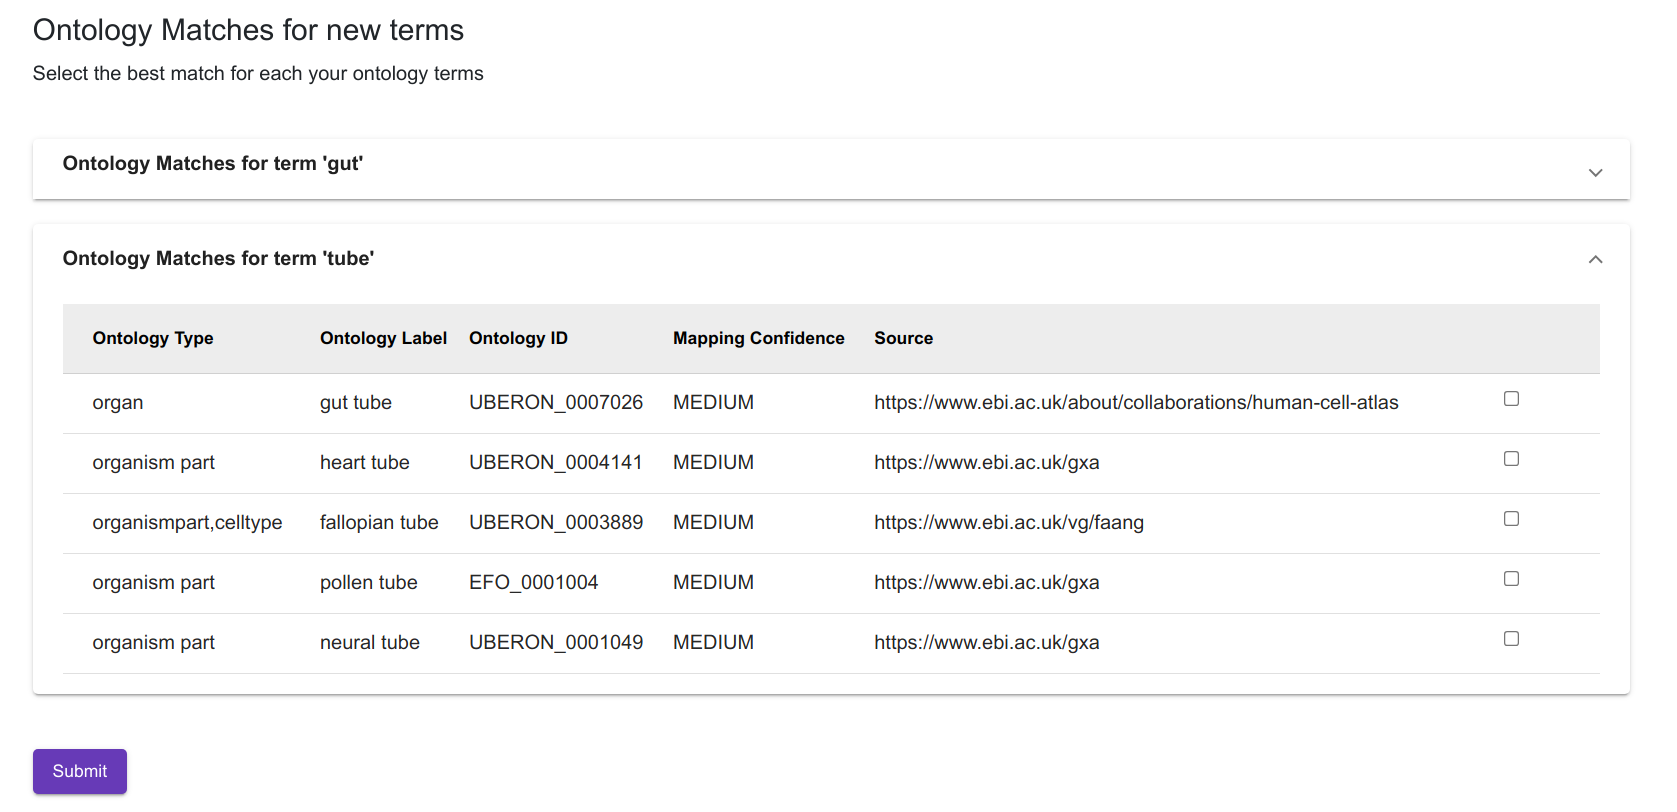 Ontology Matches for new terms
Select the best match for each your ontology terms
Ontology Matches for term 'gut'
Ontology Matches for term 'tube'
Ontology Type Ontology Label Ontology ID Mapping Confidence Source
organ gut tube UBERON_0007026 MEDIUM https://www.ebi.ac.uk/about/collaborations/human-cell-atlas
organism part heart tube UBERON_0004141 MEDIUM https://www.ebi.ac.uk/gxa
organismpart,celltype fallopian tube UBERON_0003889 MEDIUM https://www.ebi.ac.uk/vg/faang
organism part pollen tube EFO_0001004 MEDIUM https://www.ebi.ac.uk/gxa
organism part neural tube UBERON_0001049 MEDIUM https://www.ebi.ac.uk/gxa
Submit